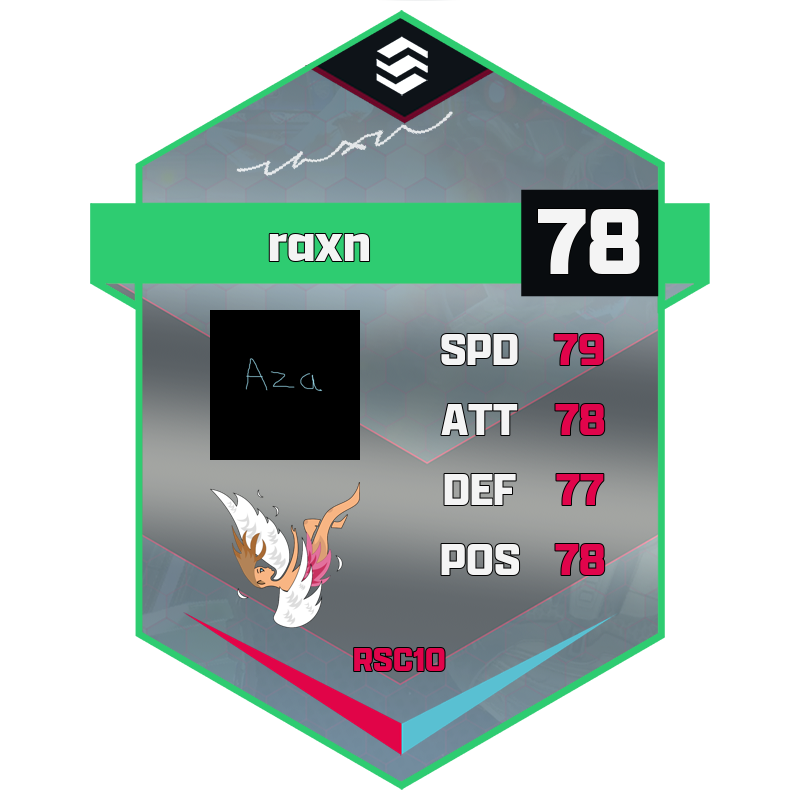 raxn
raxn 78
Aza
SPD 79
ATT 78
DEF 77
POS 78
RSC10